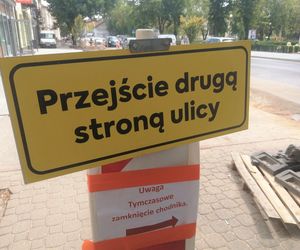 Przejście drugą
stroną ulicy
Uwaga
Tymczasowe
zamknięcie chodnika.